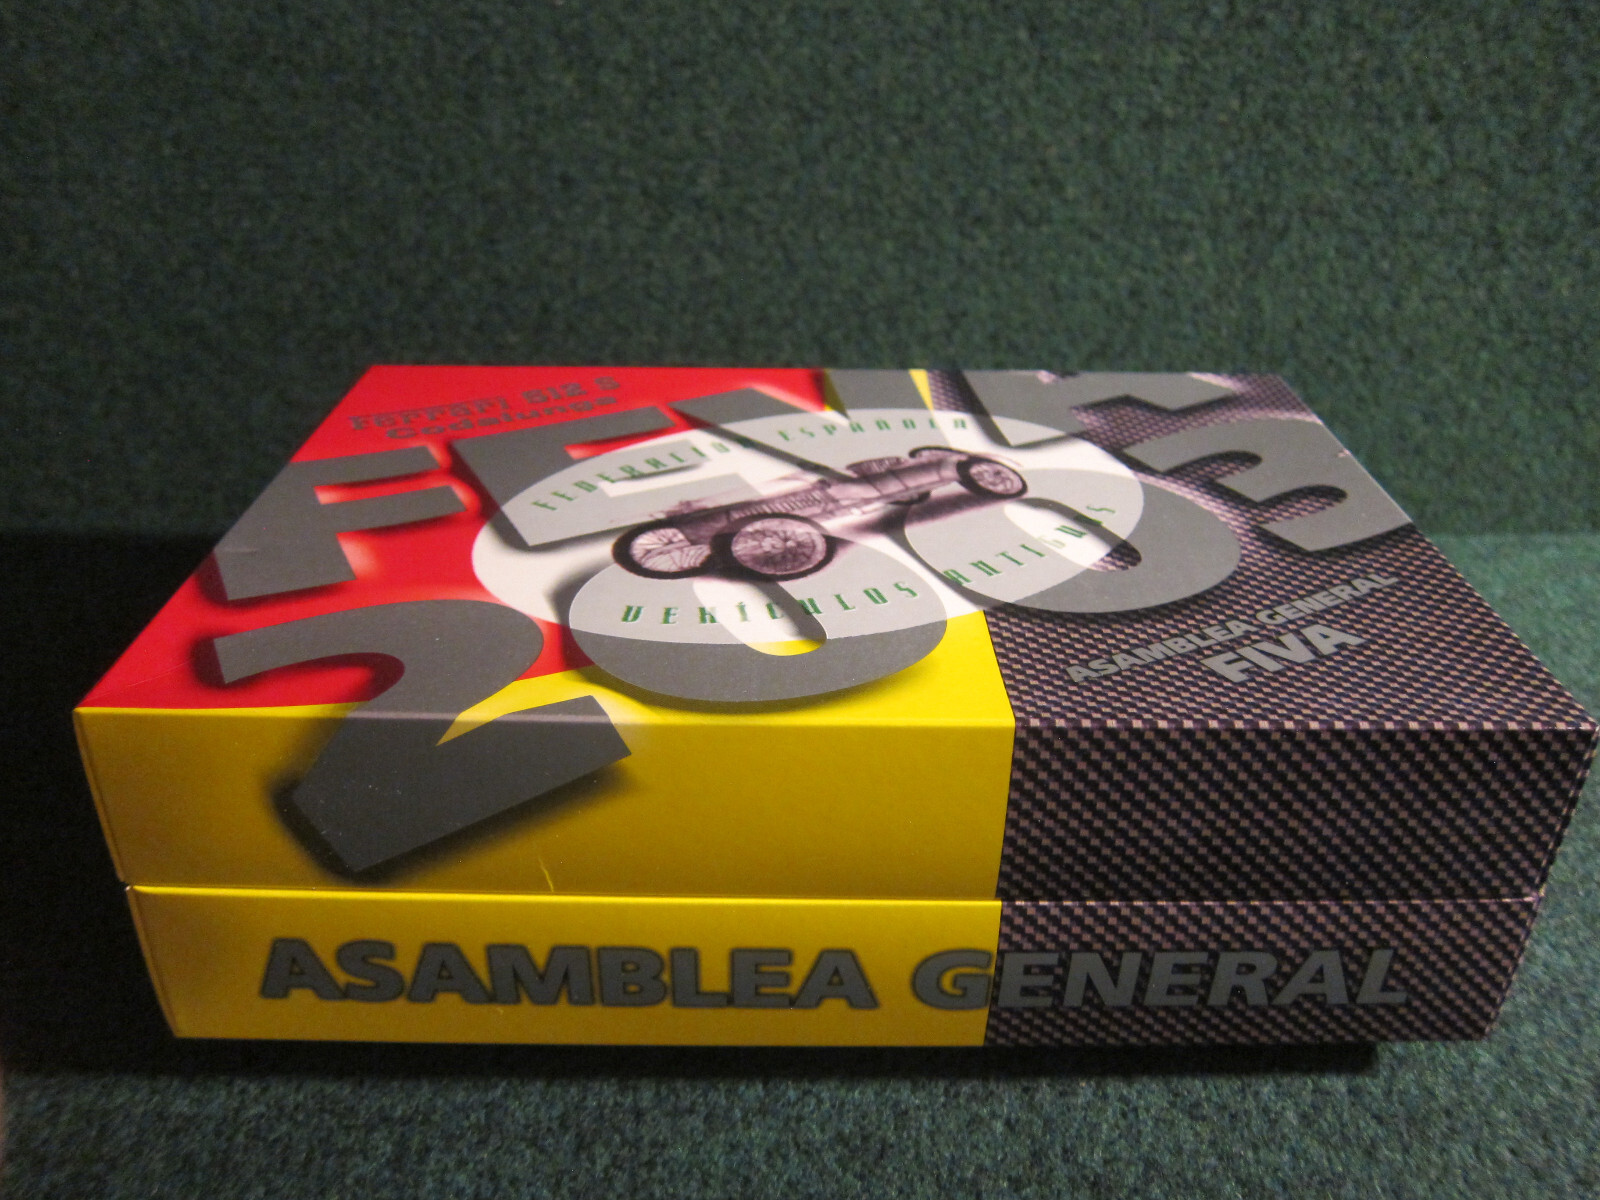 Ferrari 512 S
Codalunga
FEVA
FEDERACIÓN ESPAÑOLA
VEHÍCULOS ANTIGUOS
2003
ASAMBLEA GENERAL
FIVA
ASAMBLEA GENERAL